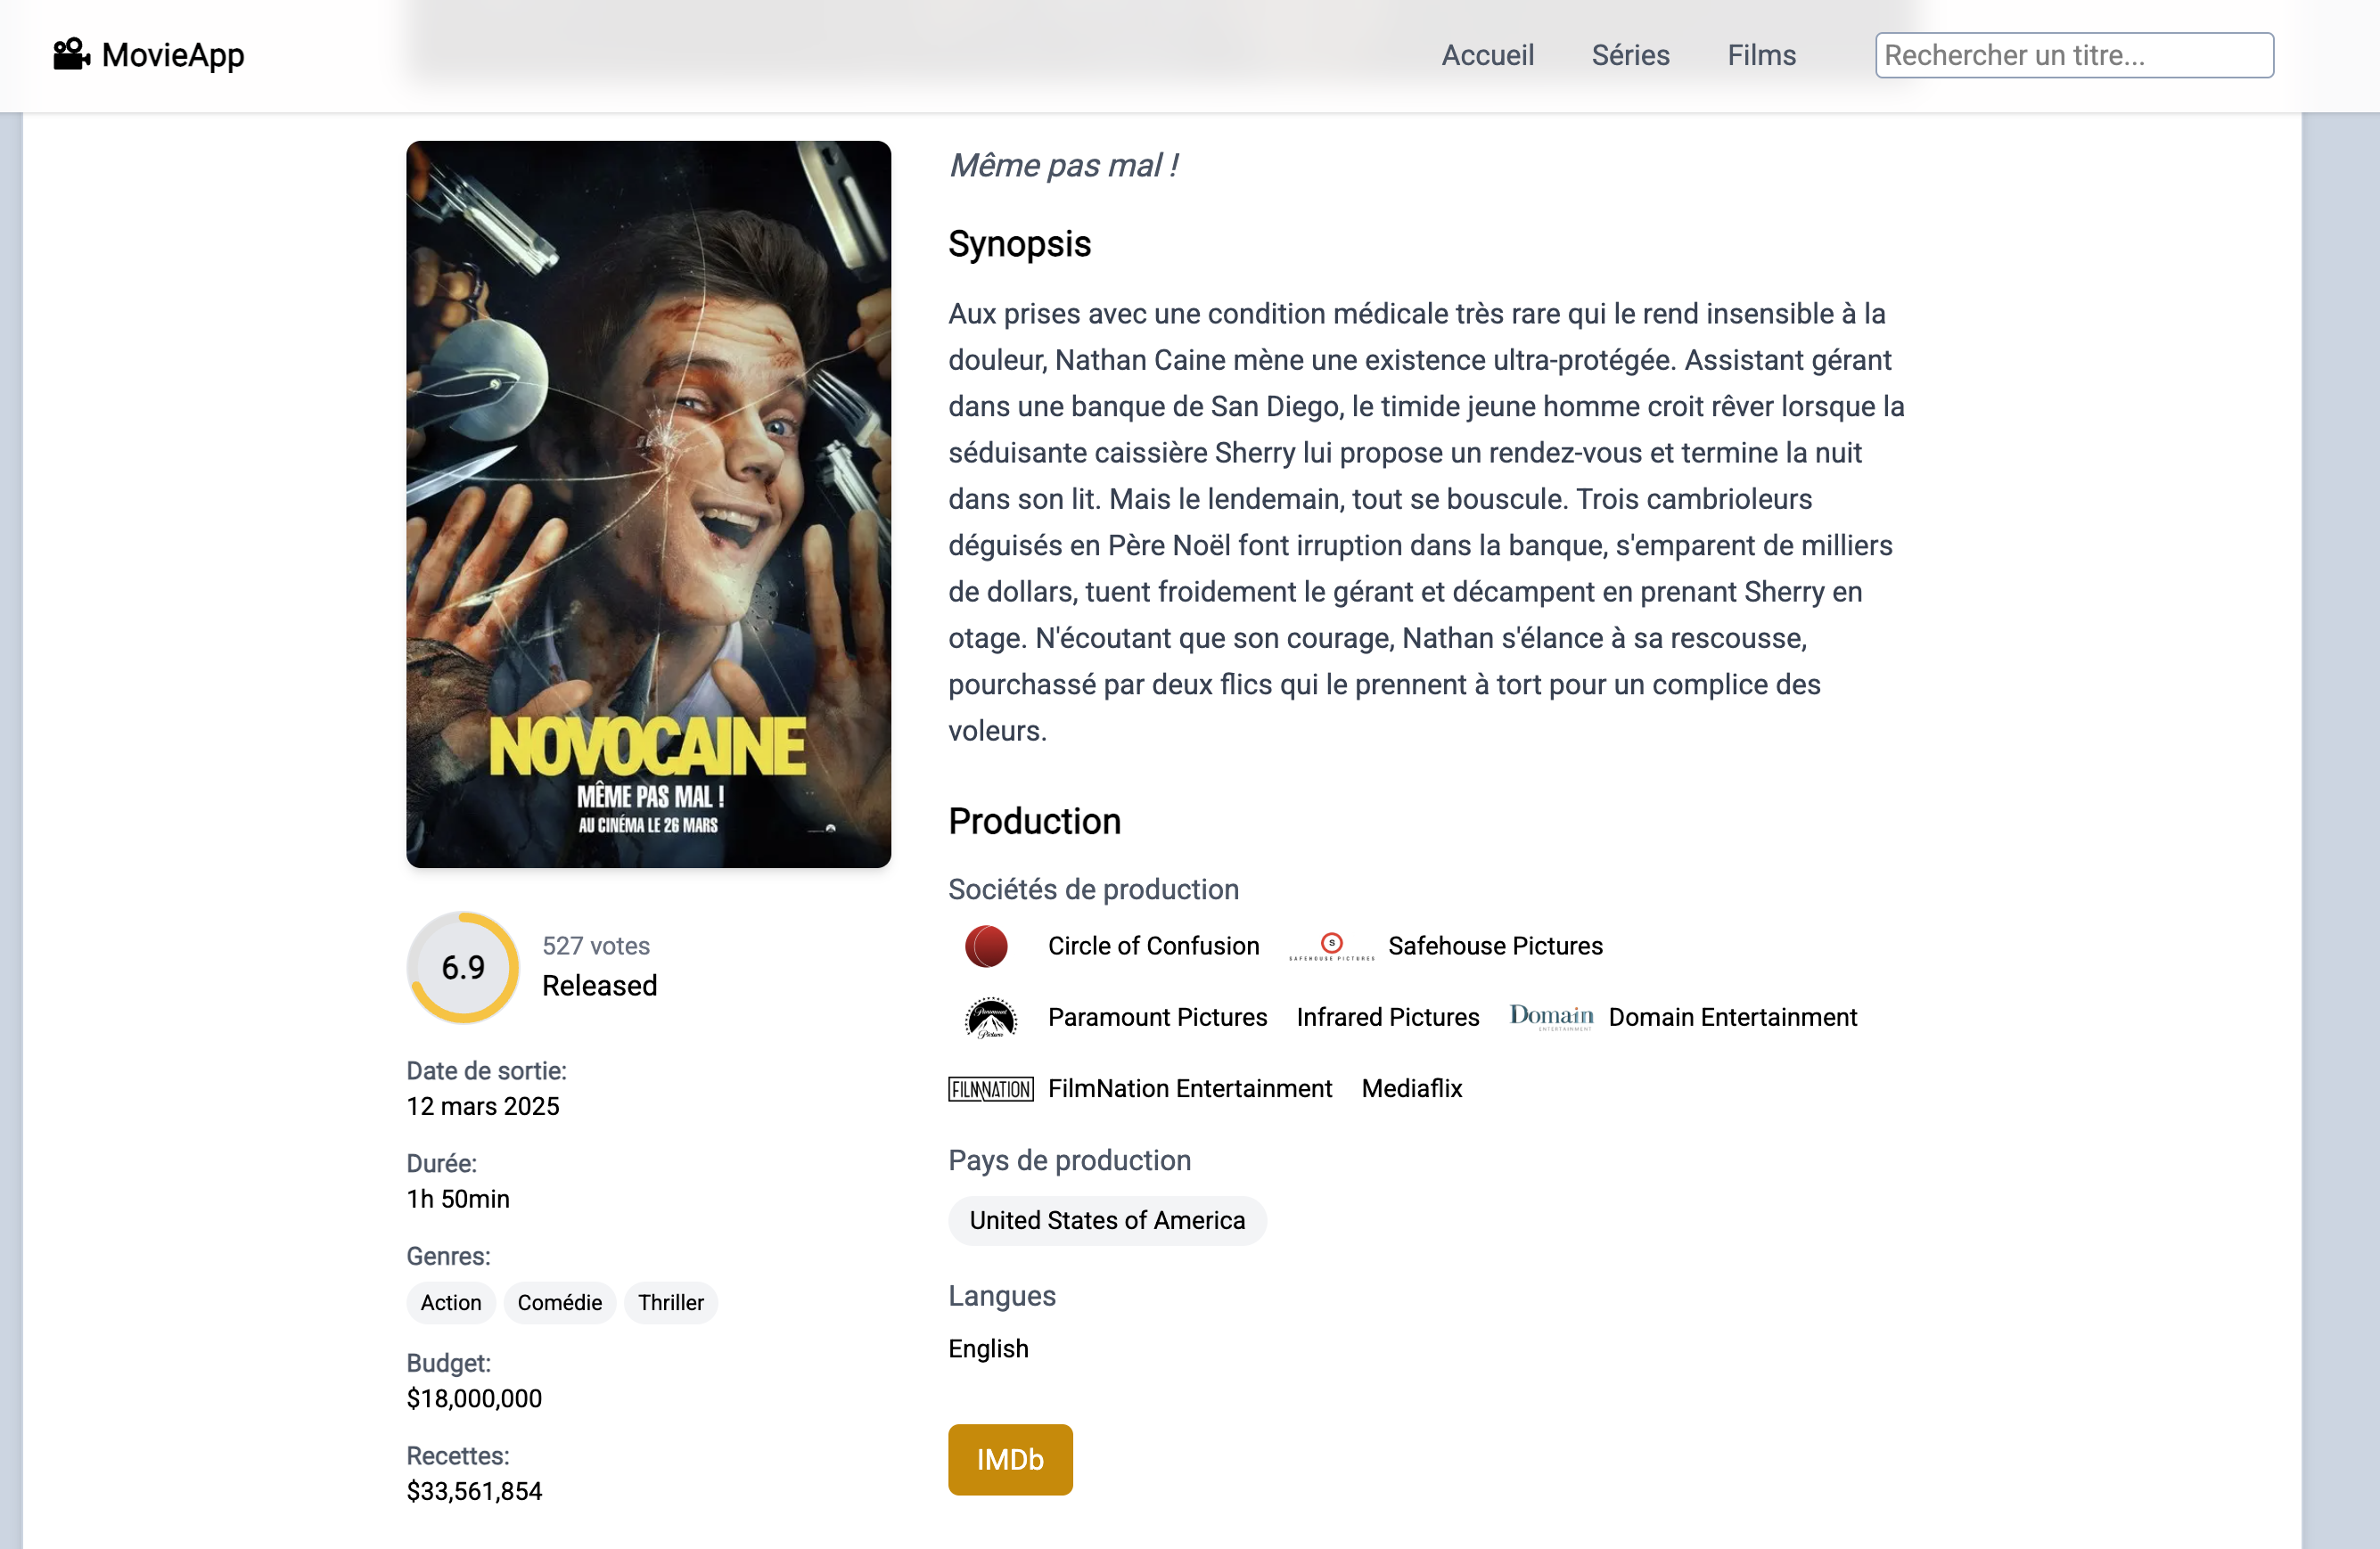 MovieApp
Accueil
Séries
Films
Rechercher un titre...
NOVOCAINE
MÊME PAS MAL !
AU CINÉMA LE 26 MARS
6.9
527 votes
Released
Date de sortie:
12 mars 2025
Durée:
1h 50min
Genres:
Action Comédie Thriller
Budget:
$18,000,000
Recettes:
$33,561,854
Même pas mal !
Synopsis
Aux prises avec une condition médicale très rare qui le rend insensible à la
douleur, Nathan Caine mène une existence ultra-protégée. Assistant gérant
dans une banque de San Diego, le timide jeune homme croit rêver lorsque la
séduisante caissière Sherry lui propose un rendez-vous et termine la nuit
dans son lit. Mais le lendemain, tout se bouscule. Trois cambrioleurs
déguisés en Père Noël font irruption dans la banque, s'emparent de milliers
de dollars, tuent froidement le gérant et décampent en prenant Sherry en
otage. N'écoutant que son courage, Nathan s'élance à sa rescousse,
pourchassé par deux flics qui le prennent à tort pour un complice des
voleurs.
Production
Sociétés de production
Circle of Confusion S SAFEHOUSE PICTURES Safehouse Pictures
Paramount Pictures Infrared Pictures Domain ENTERTAINMENT Domain Entertainment
FILMNATION FilmNation Entertainment Mediaflix
Pays de production
United States of America
Langues
English
IMDb